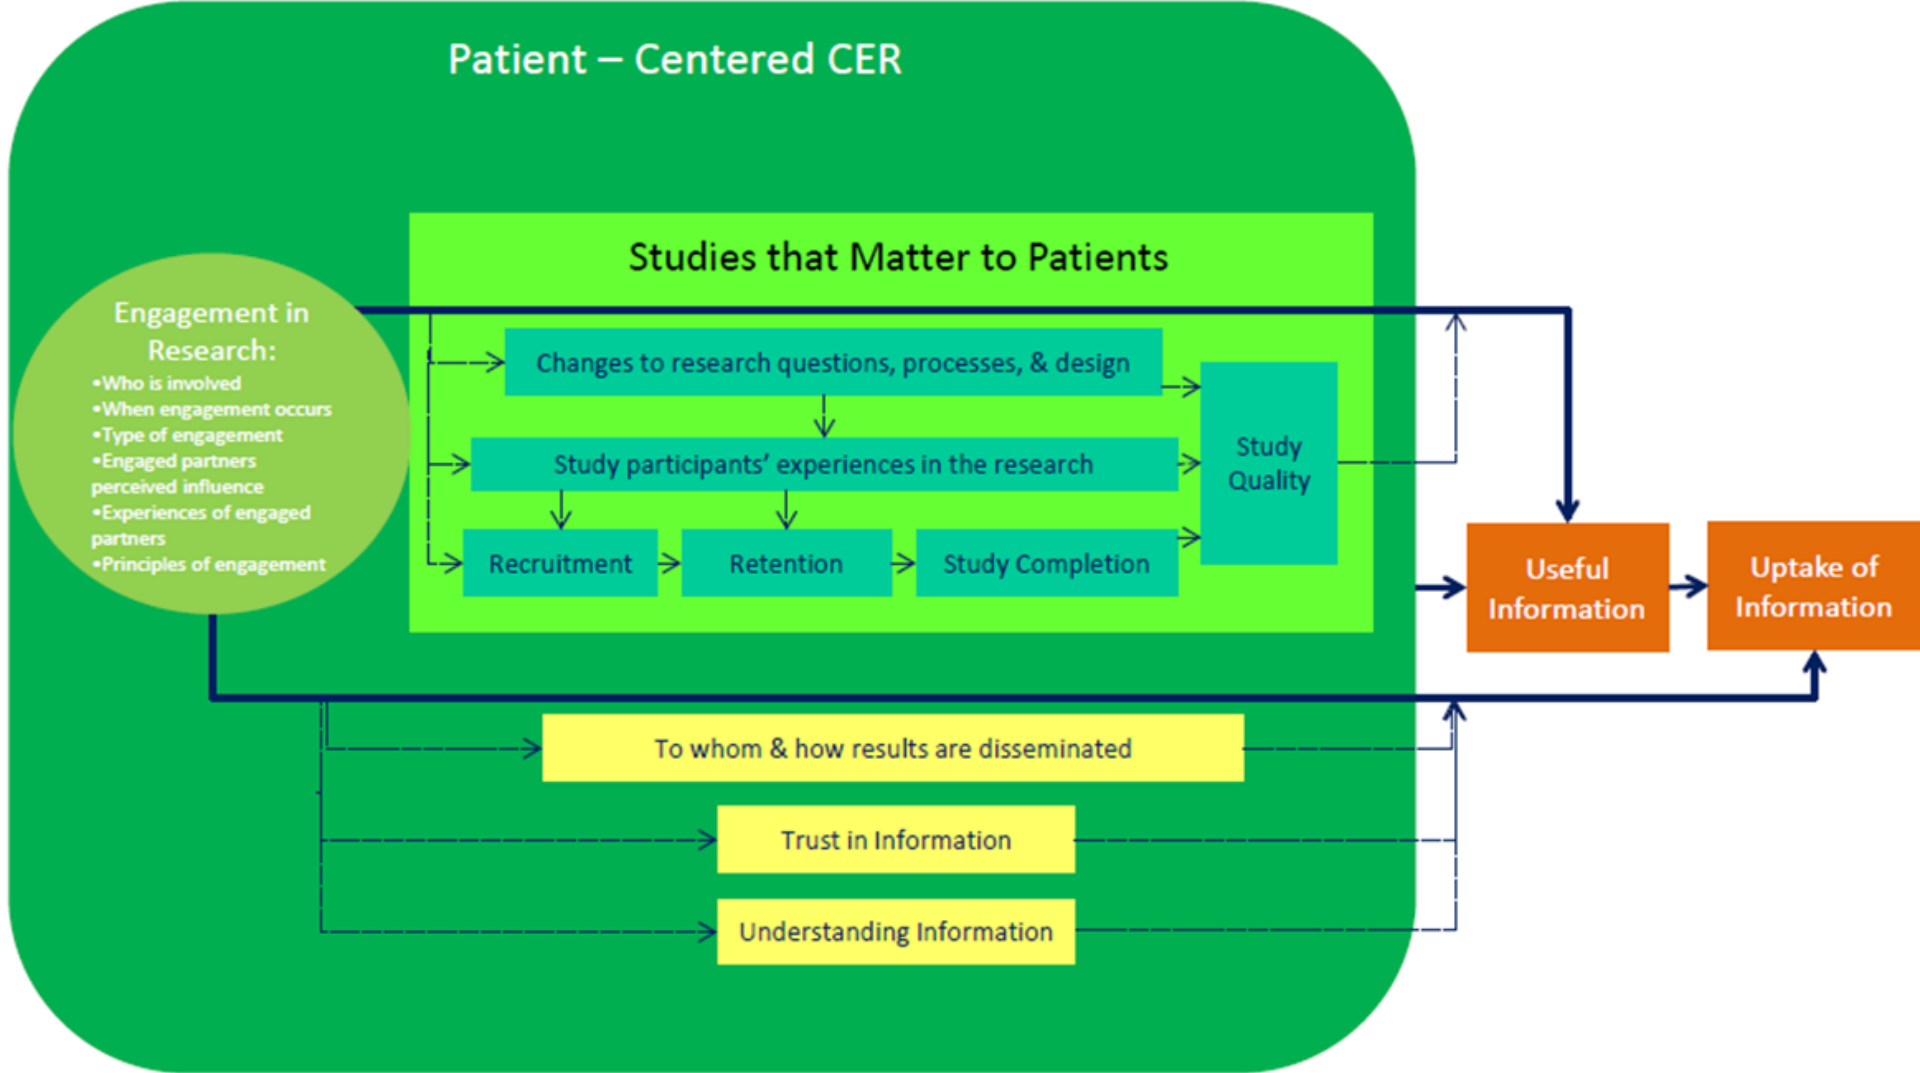 Patient – Centered CER
Studies that Matter to Patients
Engagement in
Research:
•Who is involved
•When engagement occurs
•Type of engagement
•Engaged partners
perceived influence
•Experiences of engaged
partners
•Principles of engagement
Changes to research questions, processes, & design
Study participants’ experiences in the research
Recruitment
Retention
Study Completion
Study
Quality
Useful
Information
Uptake of
Information
To whom & how results are disseminated
Trust in Information
Understanding Information